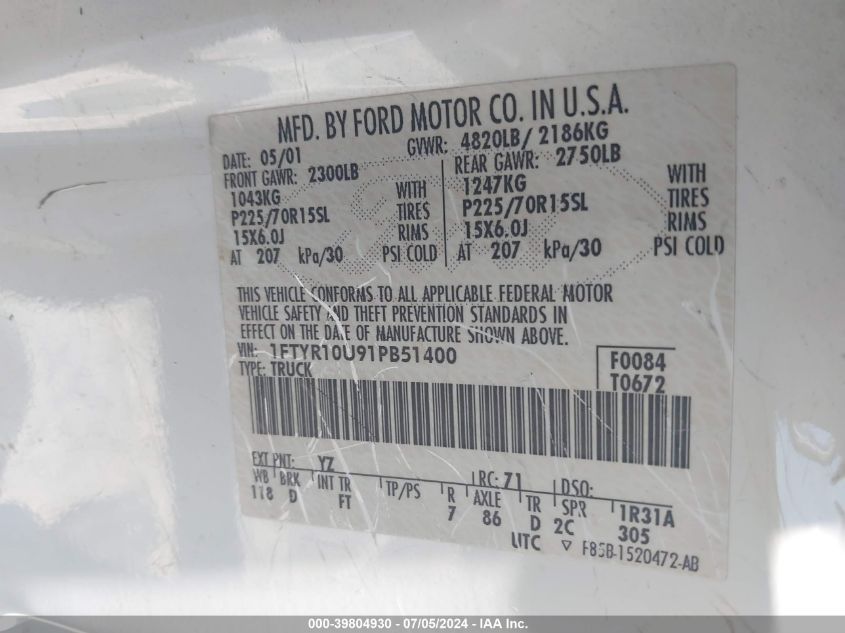 MFD. BY FORD MOTOR CO. IN U.S.A.
DATE: 05/01 GVWR: 4820LB/ 2186KG
FRONT GAWR: 2300LB REAR GAWR: 2750LB
1043KG WITH 1247KG WITH
P225/70R15SL TIRES P225/70R15SL TIRES
15X6.0J RIMS 15X6.0J RIMS
AT 207 kPa/30 PSI COLD AT 207 kPa/30 PSI COLD
THIS VEHICLE CONFORMS TO ALL APPLICABLE FEDERAL MOTOR
VEHICLE SAFETY AND THEFT PREVENTION STANDARDS IN
EFFECT ON THE DATE OF MANUFACTURE SHOWN ABOVE.
VIN: 1FTYR10U91PB51400 F0084
TYPE: TRUCK T0672
EXT PNT: YZ RC: 71 DSO:
WB BRK INT TR TP/PS R AXLE TR SPR 1R31A
118 D FT 7 86 D 2C 305
UTC ▽ F85B-1520472-AB
000-39804930 - 07/05/2024 - IAA Inc.